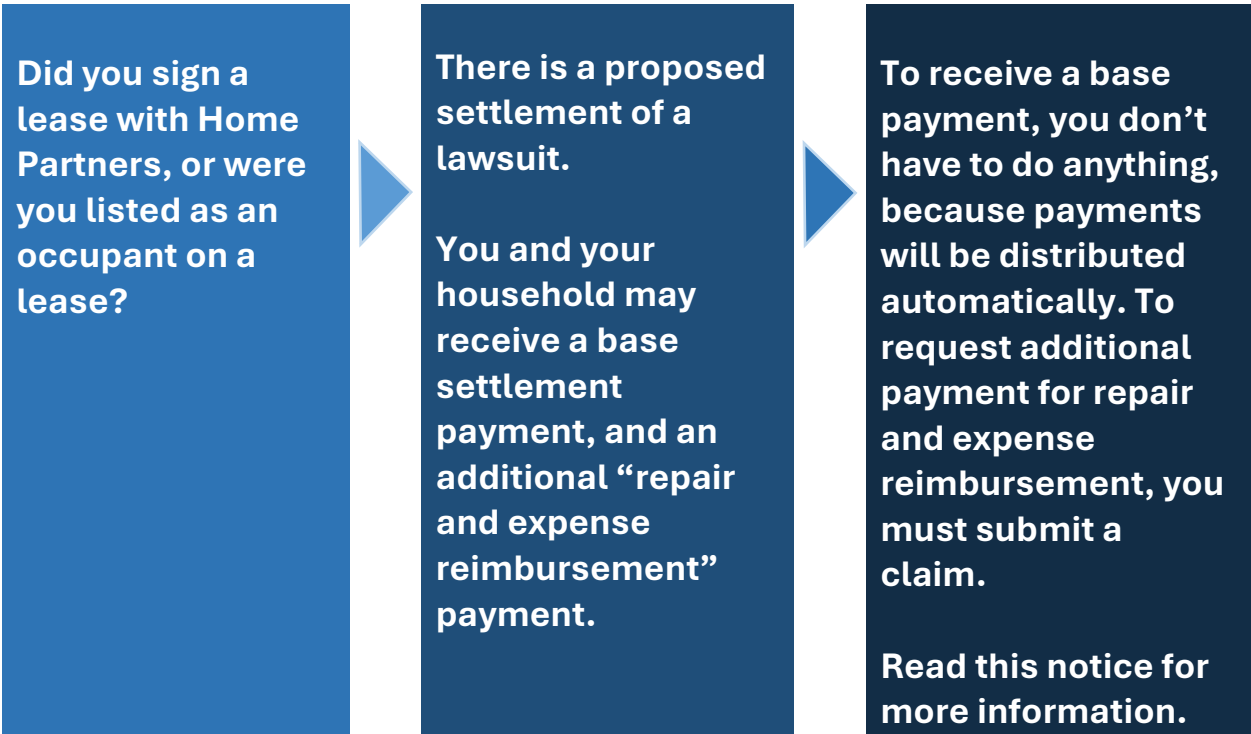 Did you sign a
lease with Home
Partners, or were
you listed as an
occupant on a
lease?
There is a proposed
settlement of a
lawsuit.
You and your
household may
receive a base
settlement
payment, and an
additional “repair
and expense
reimbursement”
payment.
To receive a base
payment, you don’t
have to do anything,
because payments
will be distributed
automatically. To
request additional
payment for repair
and expense
reimbursement, you
must submit a
claim.
Read this notice for
more information.